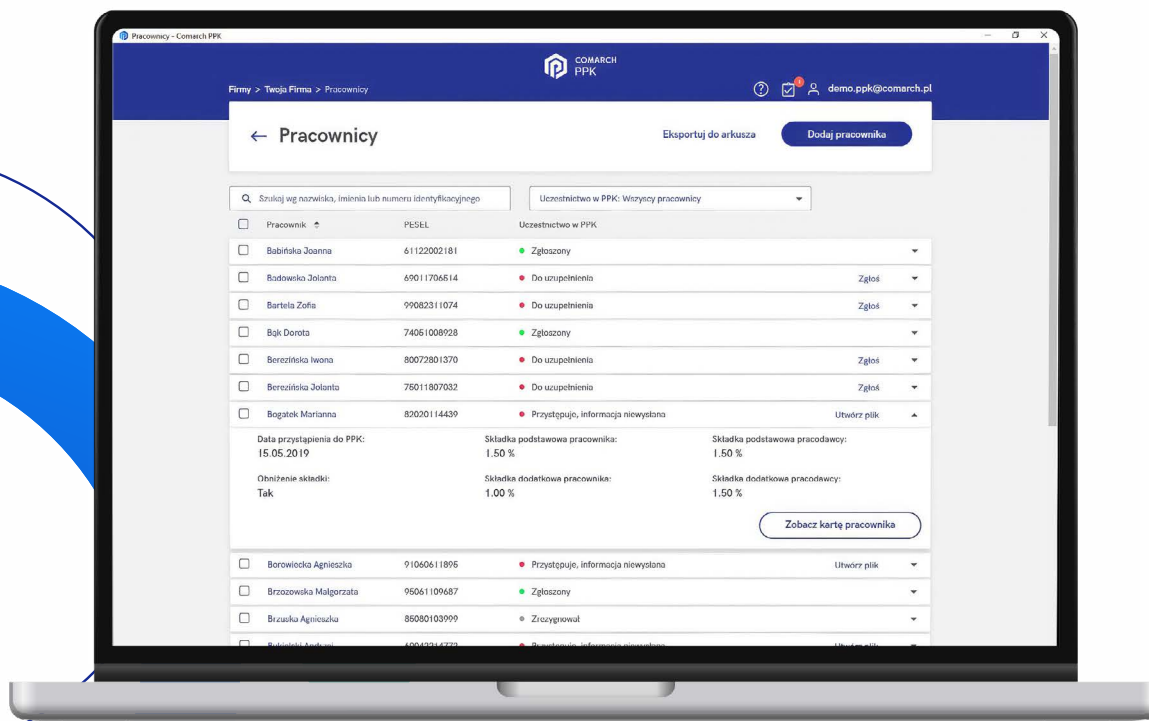 Pracownicy - Comarch PPK
COMARCH
PPK
Firmy > Twoja Firma > Pracownicy
demo.ppk@comarch.pl
← Pracownicy
Eksportuj do arkusza
Dodaj pracownika
Szukaj wg nazwiska, imienia lub numeru identyfikacyjnego
Uczestnictwo w PPK: Wszyscy pracownicy
Pracownik PESEL Uczestnictwo w PPK
Babińska Joanna 61122002181 Zgłoszony
Badowska Jolanta 69011706514 Do uzupełnienia Zgłoś
Bartela Zofia 99082311074 Do uzupełnienia Zgłoś
Bąk Dorota 74051008928 Zgłoszony
Berezińska Iwona 80072801370 Do uzupełnienia Zgłoś
Berezińska Jolanta 75011807032 Do uzupełnienia Zgłoś
Bogatek Marianna 82020114439 Przystępuje, informacja niewysłana Utwórz plik
Data przystąpienia do PPK: Składka podstawowa pracownika: Składka podstawowa pracodawcy:
15.05.2019 1.50 % 1.50 %
Obniżenie składki: Składka dodatkowa pracownika: Składka dodatkowa pracodawcy:
Tak 1.00 % 1.50 %
Zobacz kartę pracownika
Borowiecka Agnieszka 91060611895 Przystępuje, informacja niewysłana Utwórz plik
Brzozowska Małgorzata 95061109687 Zgłoszony
Brzuska Agnieszka 85080103999 Zrezygnował